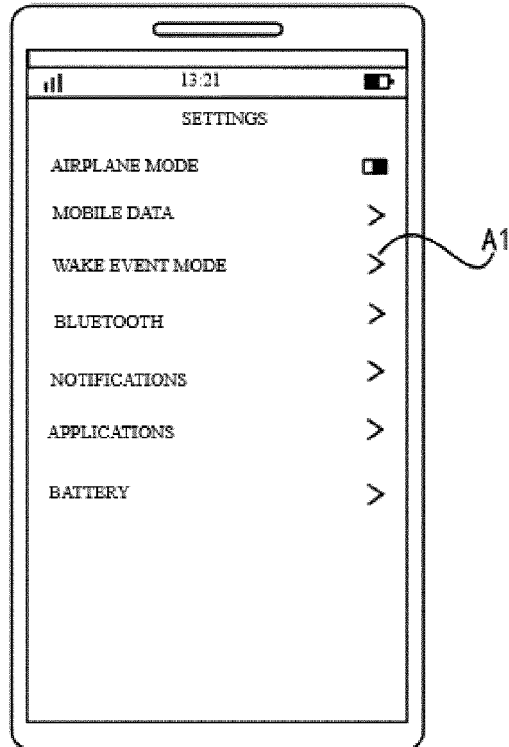 13:21
SETTINGS
AIRPLANE MODE
MOBILE DATA
WAKE EVENT MODE
A1
BLUETOOTH
NOTIFICATIONS
APPLICATIONS
BATTERY